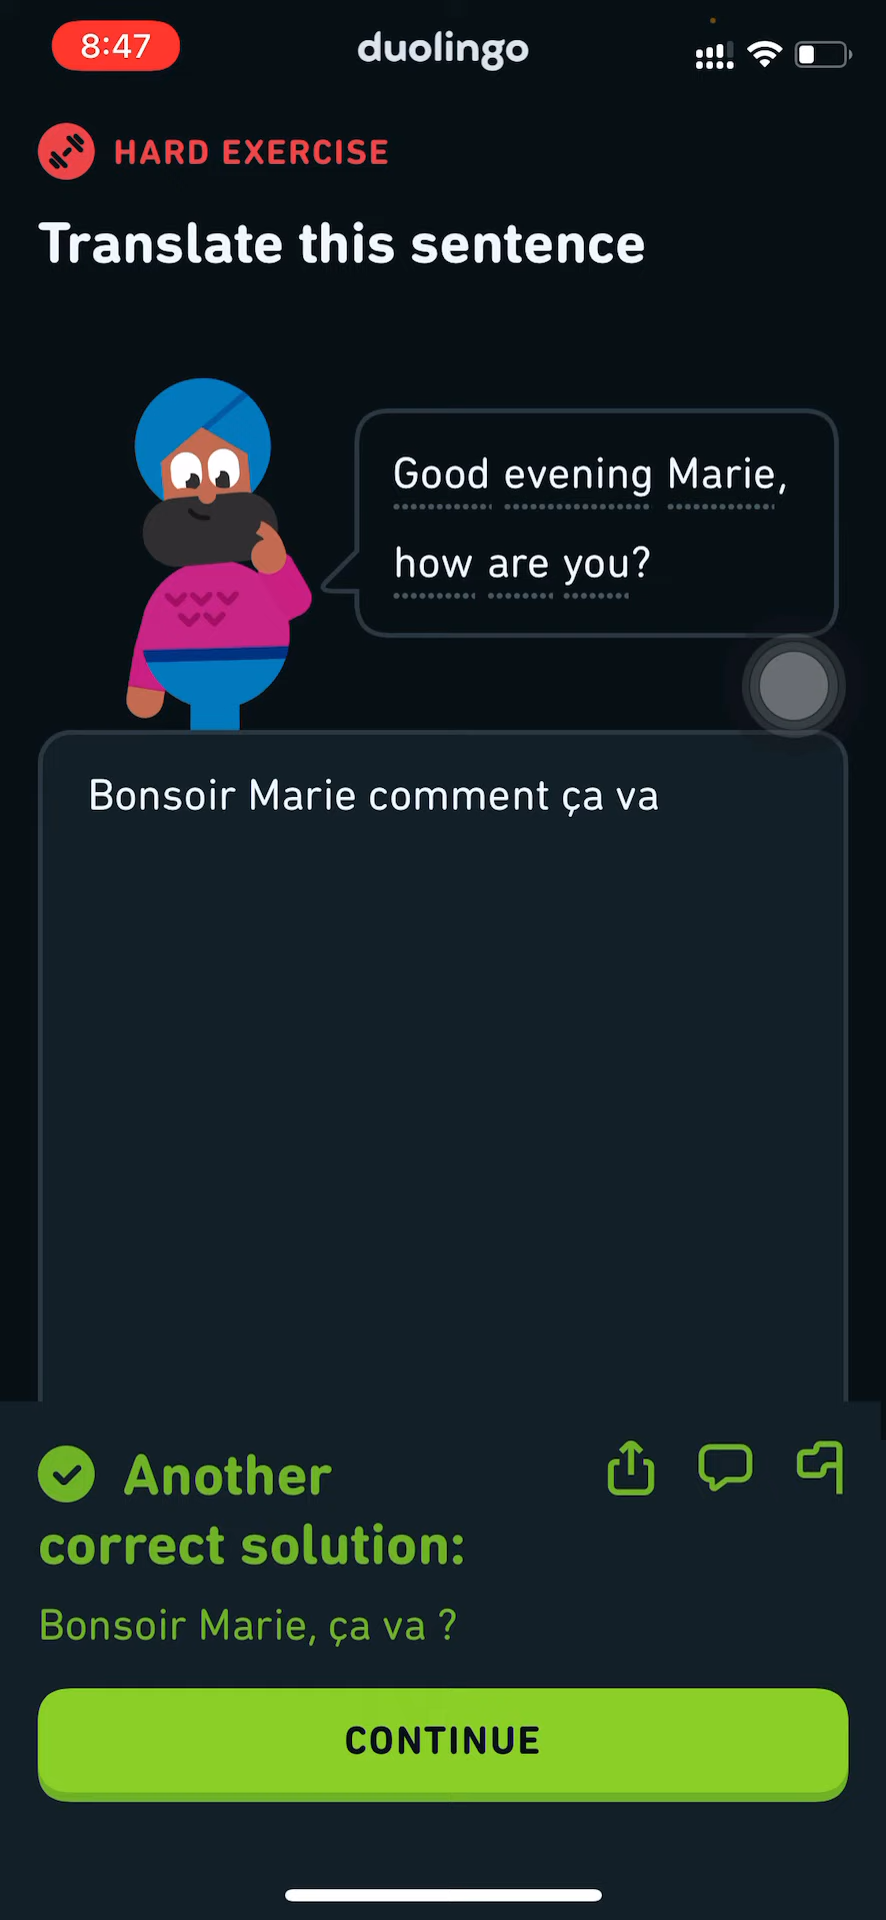 8:47
duolingo
HARD EXERCISE
Translate this sentence
Good evening Marie,
how are you?
Bonsoir Marie comment ça va
Another
correct solution:
Bonsoir Marie, ça va ?
CONTINUE